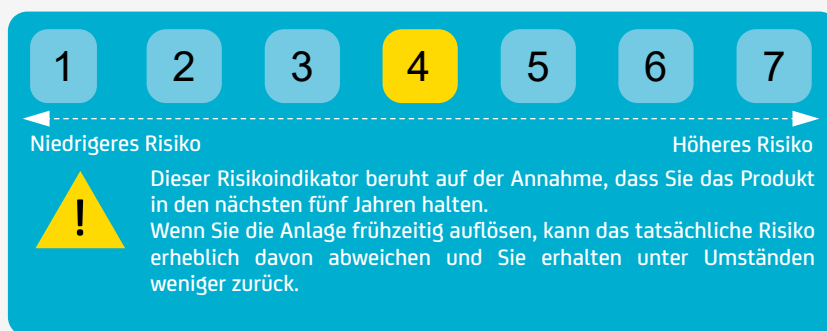 1 2 3 4 5 6 7
Niedrigeres Risiko Höheres Risiko
!
Dieser Risikoindikator beruht auf der Annahme, dass Sie das Produkt
in den nächsten fünf Jahren halten.
Wenn Sie die Anlage frühzeitig auflösen, kann das tatsächliche Risiko
erheblich davon abweichen und Sie erhalten unter Umständen
weniger zurück.